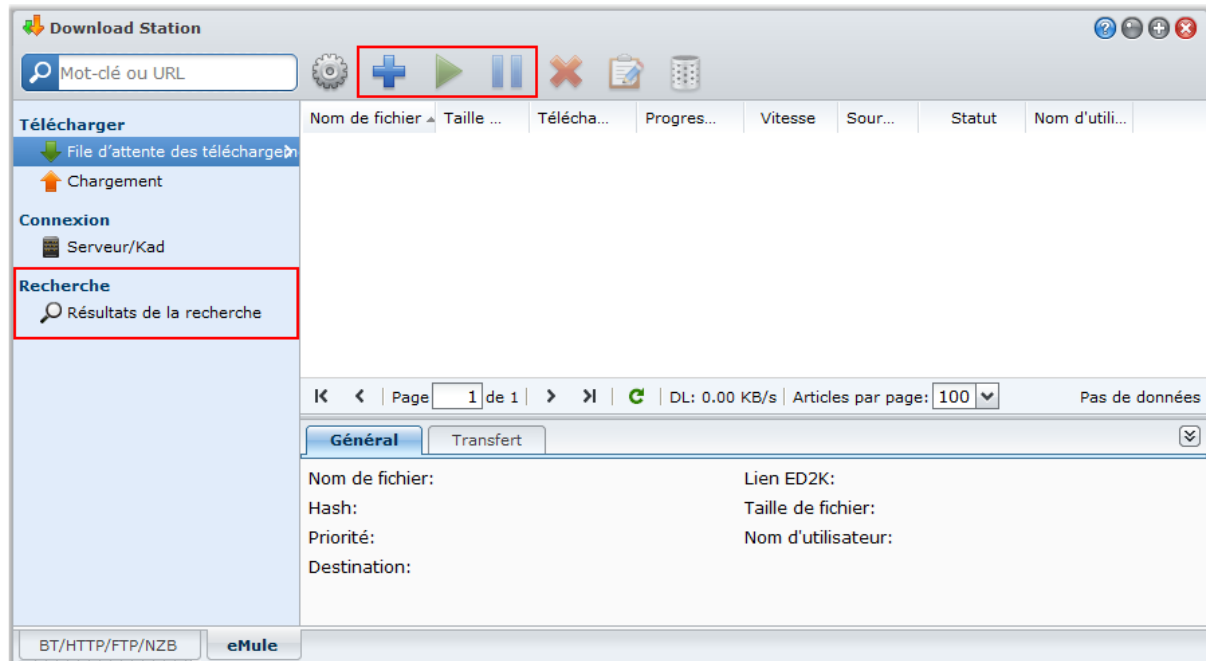 Download Station
Mot-clé ou URL
Télécharger
File d'attente des téléchargem
Chargement
Connexion
Serveur/Kad
Recherche
Résultats de la recherche
Nom de fichier Taille ... Télécha... Progres... Vitesse Sour... Statut Nom d'utili...
Page 1 de 1 DL: 0.00 KB/s Articles par page: 100 Pas de données
Général Transfert
Nom de fichier: Lien ED2K:
Hash: Taille de fichier:
Priorité: Nom d'utilisateur:
Destination:
BT/HTTP/FTP/NZB eMule